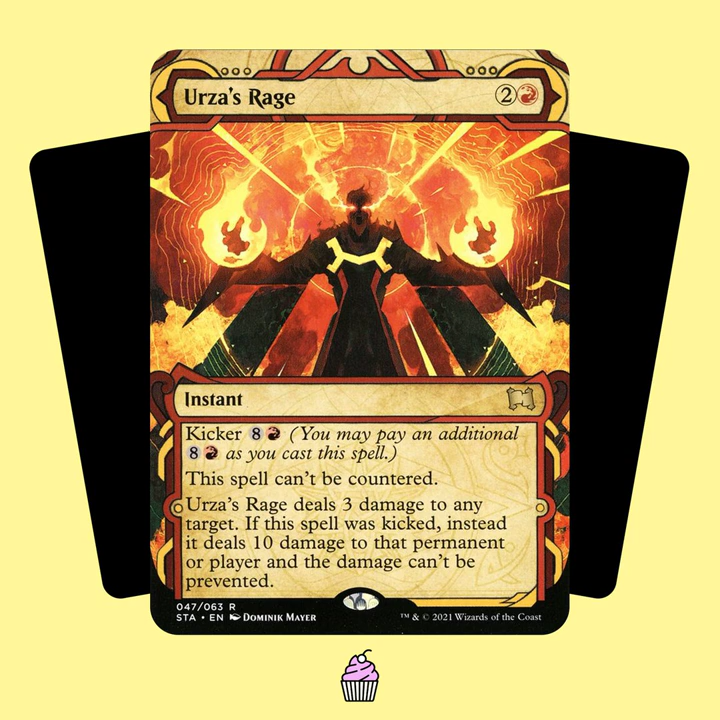 Urza's Rage 2
Instant
Kicker 8 (You may pay an additional
8 as you cast this spell.)
This spell can't be countered.
Urza's Rage deals 3 damage to any
target. If this spell was kicked, instead
it deals 10 damage to that permanent
or player and the damage can't be
prevented.
047/063 R
STA • EN Dominik Mayer
™ & © 2021 Wizards of the Coast